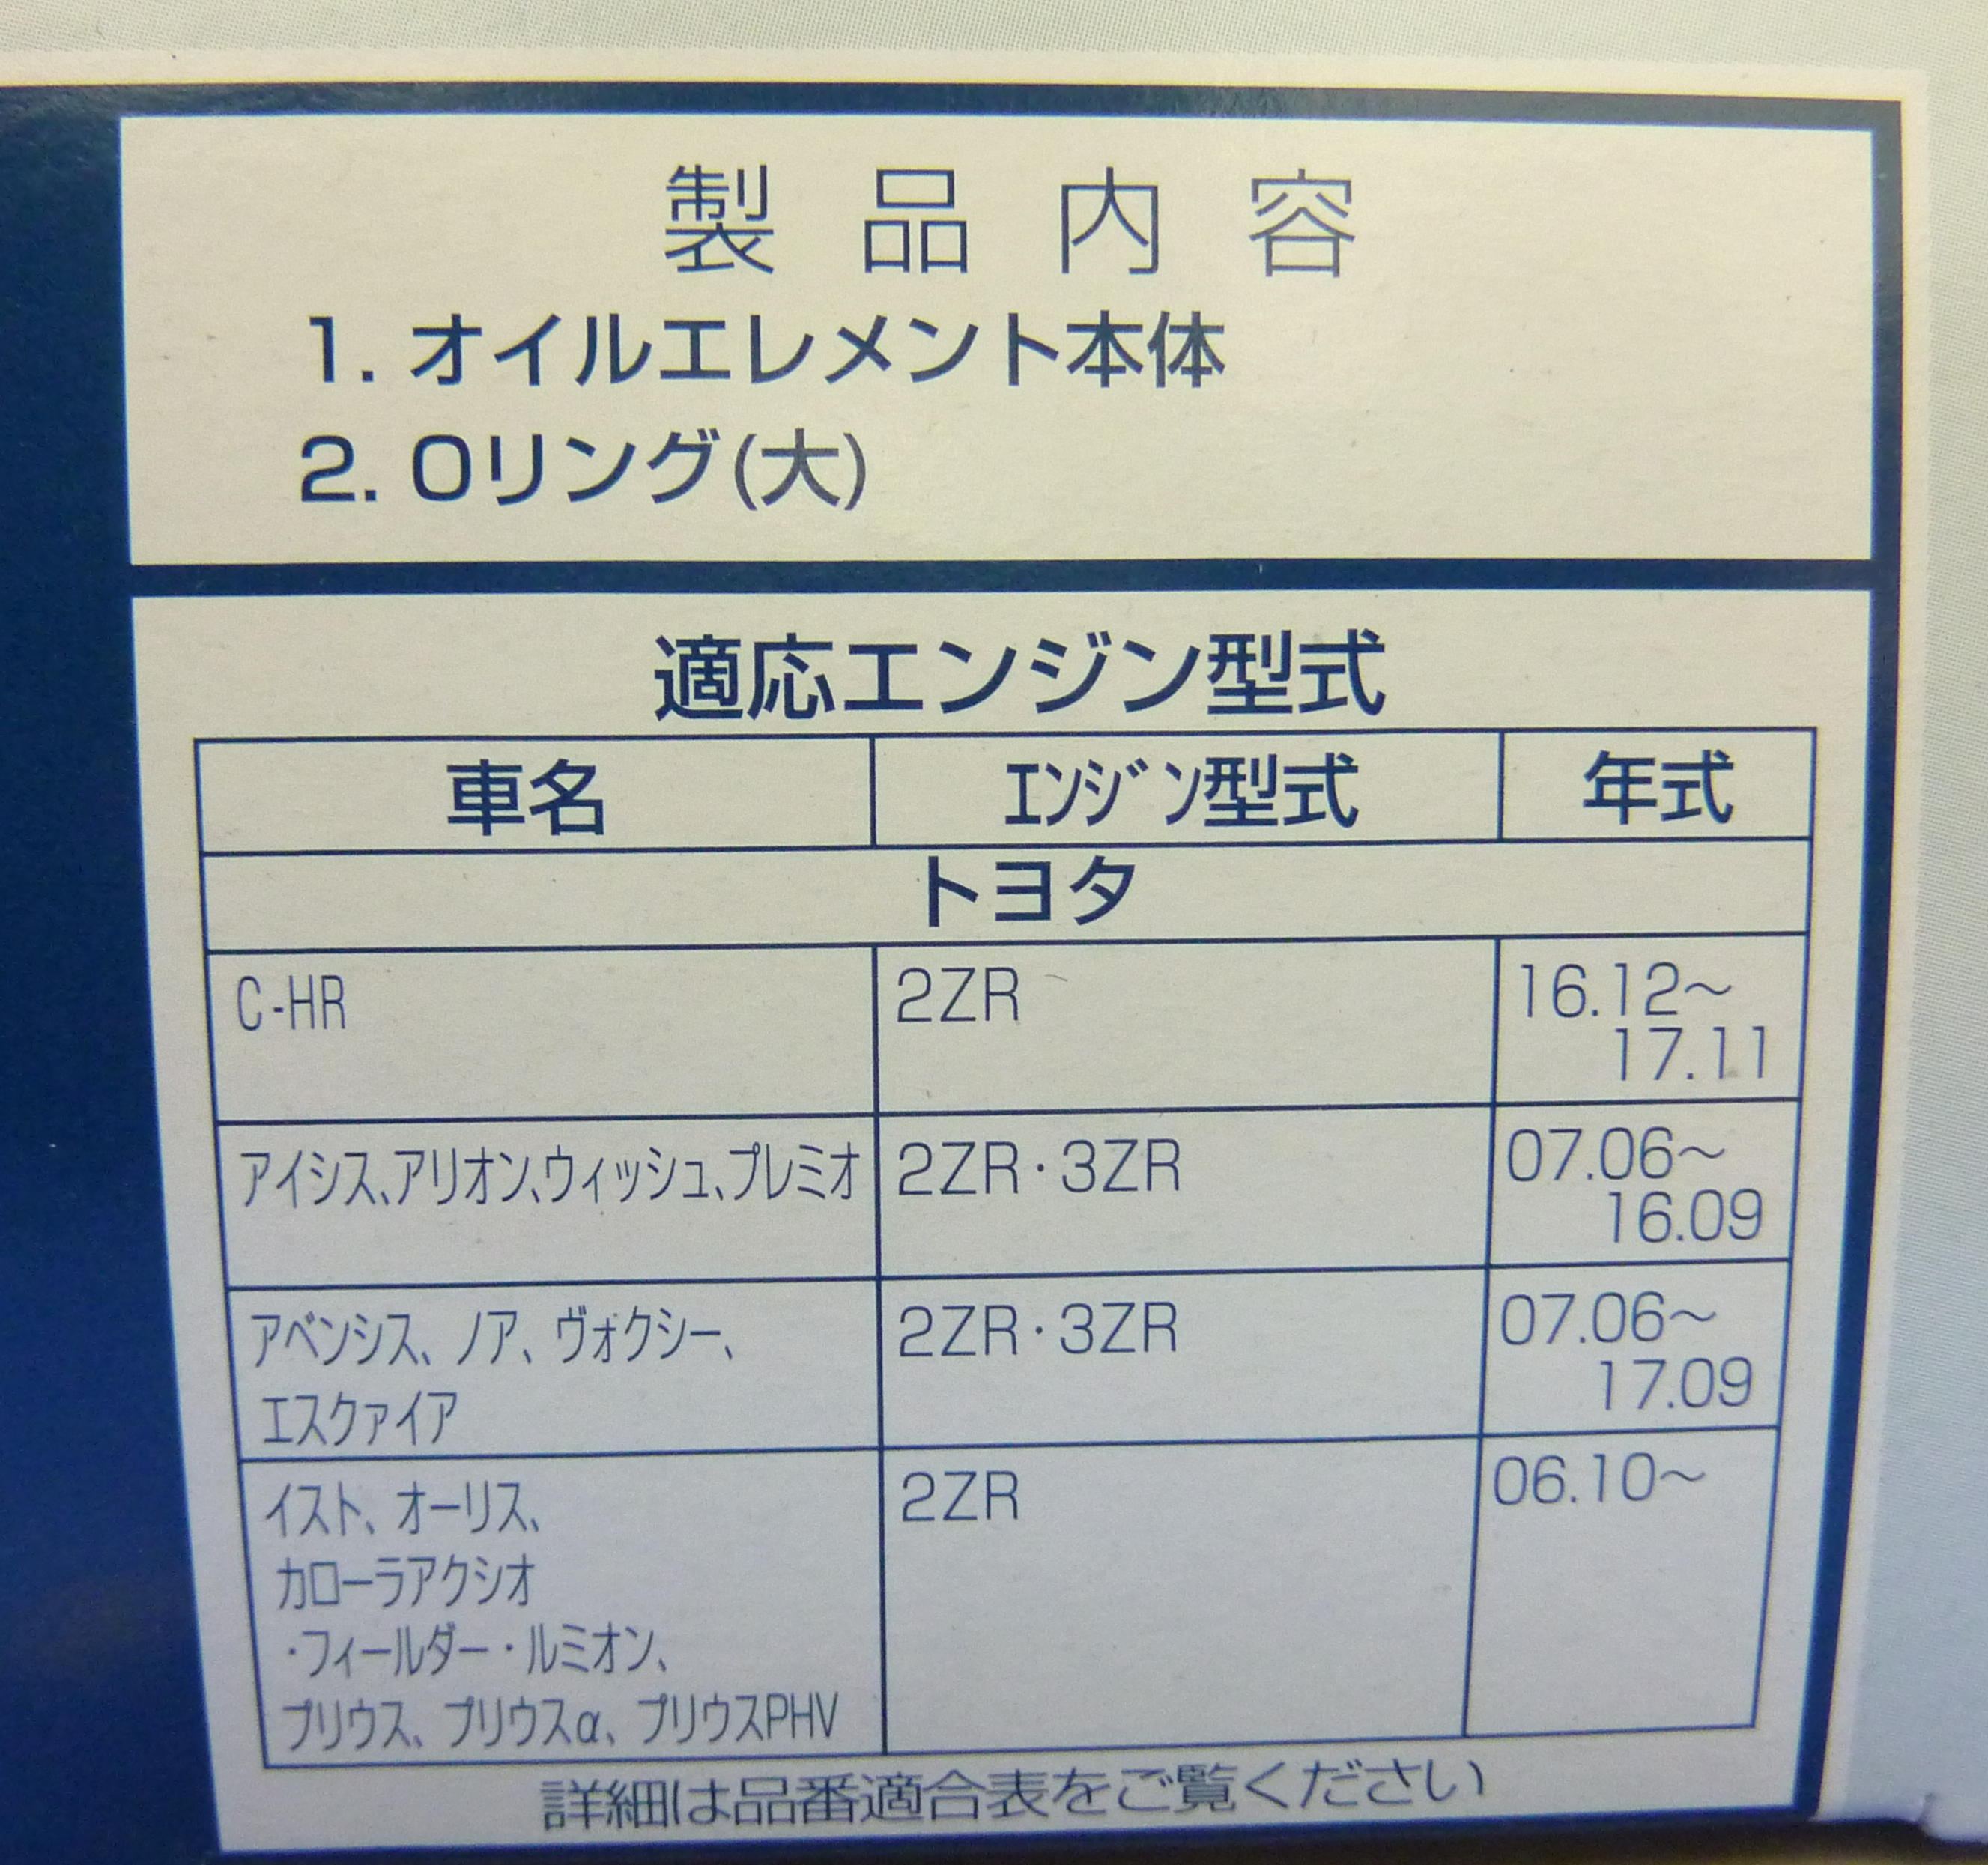 製品内容
1. オイルエレメント本体
2. Oリング(大)
適応エンジン型式
車名 ｴﾝｼﾞﾝ型式 年式
トヨタ
C-HR 2ZR 16.12～
17.11
ｱｲｼｽ､ｱﾘｵﾝ､ｳｨｯｼｭ､ﾌﾟﾚﾐｵ 2ZR･3ZR 07.06～
16.09
ｱﾍﾞﾝｼｽ､ﾉｱ､ｳﾞｫｸｼｰ､ 2ZR･3ZR 07.06～
17.09
ｴｽｸｧｲｱ
ｲｽﾄ､ｵｰﾘｽ､ 2ZR 06.10～
ｶﾛｰﾗｱｸｼｵ
･ﾌｨｰﾙﾀﾞｰ･ﾙﾐｵﾝ､
ﾌﾟﾘｳｽ､ﾌﾟﾘｳｽα､ﾌﾟﾘｳｽPHV
詳細は品番適合表をご覧ください